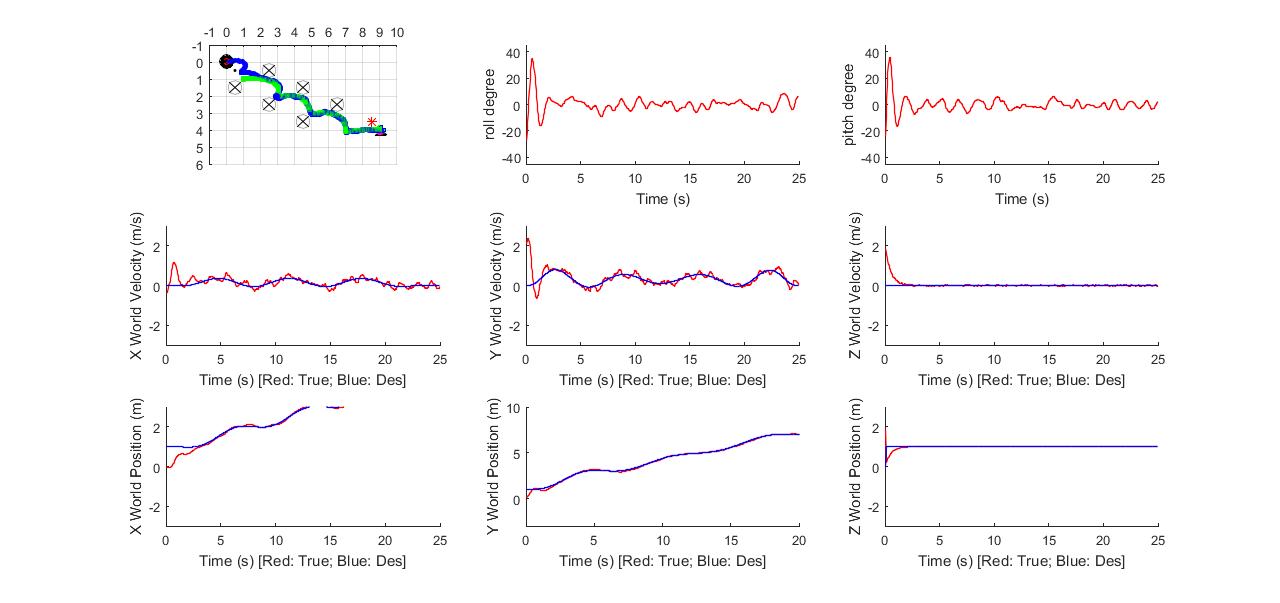 -1 0 1 2 3 4 5 6 7 8 9 10
-1
0
1
2
3
4
5
6
roll degree
40
20
0
-20
-40
0 5 10 15 20 25
Time (s)
pitch degree
40
20
0
-20
-40
0 5 10 15 20 25
Time (s)
X World Velocity (m/s)
2
0
-2
0 5 10 15 20 25
Time (s) [Red: True; Blue: Des]
Y World Velocity (m/s)
2
0
-2
0 5 10 15 20 25
Time (s) [Red: True; Blue: Des]
Z World Velocity (m/s)
2
0
-2
0 5 10 15 20 25
Time (s) [Red: True; Blue: Des]
X World Position (m)
2
0
-2
0 5 10 15 20 25
Time (s) [Red: True; Blue: Des]
Y World Position (m)
10
5
0
0 5 10 15 20
Time (s) [Red: True; Blue: Des]
Z World Position (m)
2
0
-2
0 5 10 15 20 25
Time (s) [Red: True; Blue: Des]